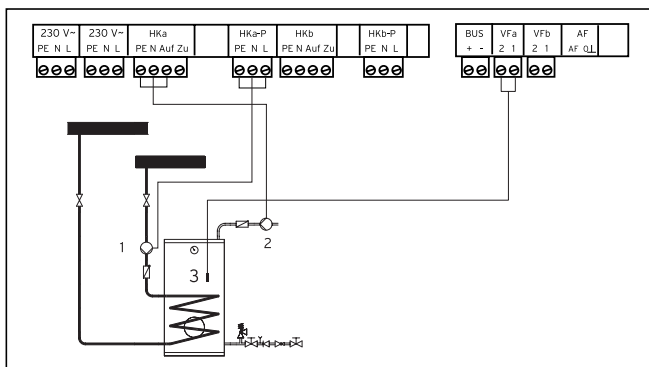 230 V~ 230 V~ HKa HKa-P HKb HKb-P BUS VFa VFb AF
PE N L PE N L PE N Auf Zu PE N L PE N Auf Zu PE N L + - 2 1 2 1 AF 0
1
2
3